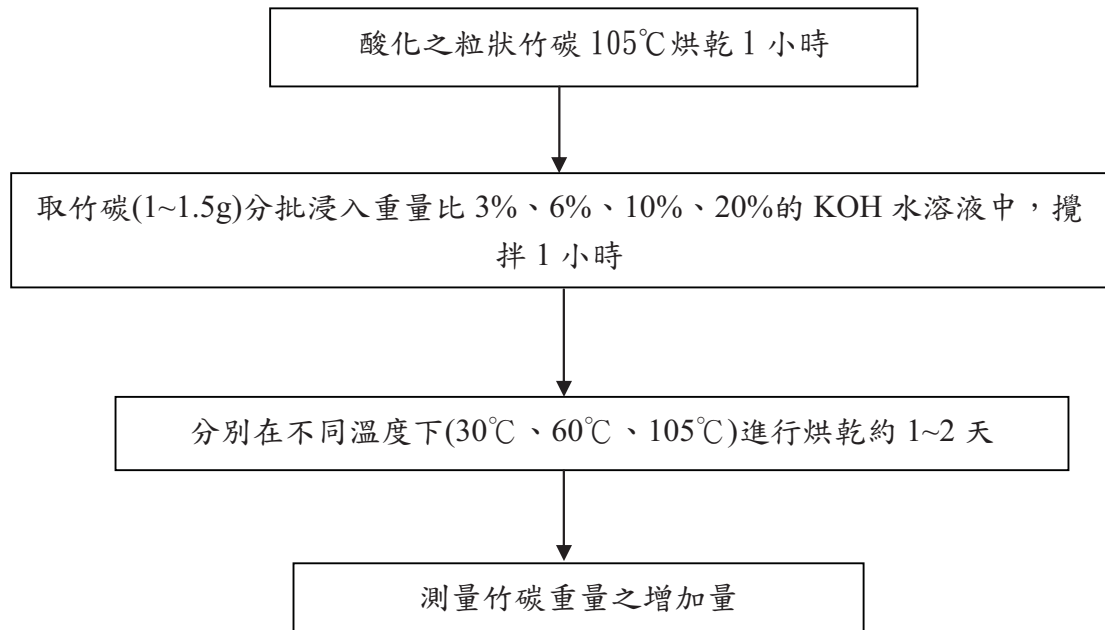 酸化之粒狀竹碳 105℃烘乾 1 小時
取竹碳(1~1.5g)分批浸入重量比 3%、6%、10%、20%的 KOH 水溶液中，攪
拌 1 小時
分別在不同溫度下(30℃、60℃、105℃)進行烘乾約 1~2 天
測量竹碳重量之增加量